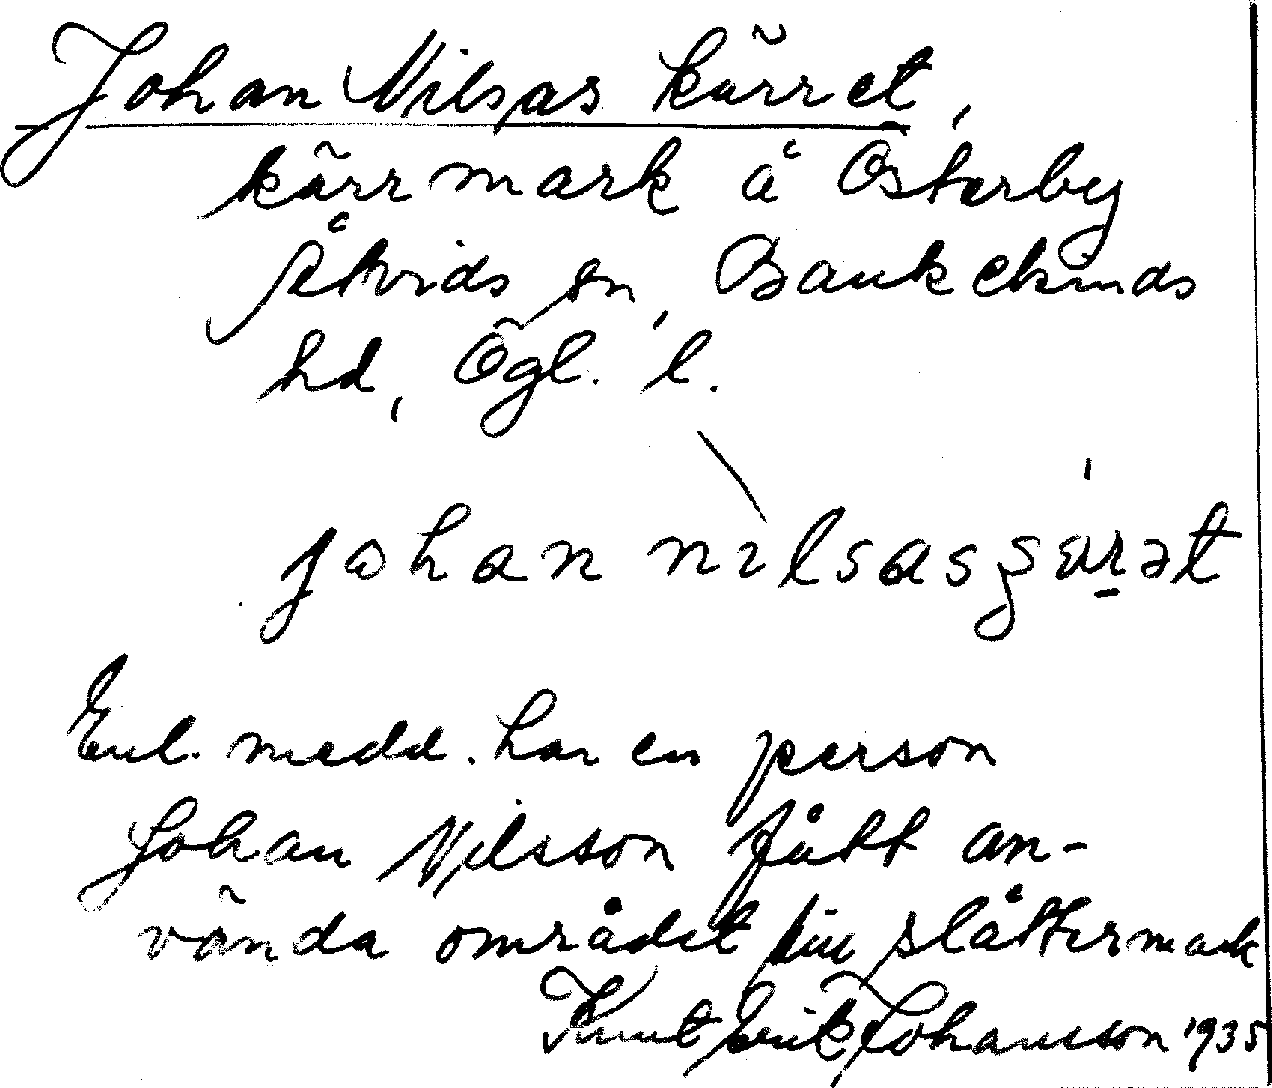 Johan Nilsas kärret,
kärrmark å Österby
Åtvids sn, Bankekinds
hd, Ögl. l.
johan nilsas
Enl. medd. har en person
Johan Nilsson fått an-
vända området till slåttermark
Knut Erik Johansson 1935